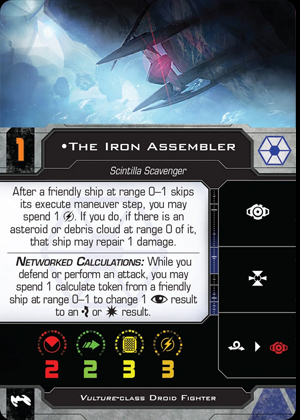 •The Iron Assembler
1
Scintilla Scavenger
After a friendly ship at range 0–1 skips
its execute maneuver step, you may
spend 1 . If you do, if there is an
asteroid or debris cloud at range 0 of it,
that ship may repair 1 damage.
Networked Calculations: While you
defend or perform an attack, you may
spend 1 calculate token from a friendly
ship at range 0–1 to change 1 result
to an or result.
2 2 3 3
Vulture-class Droid Fighter